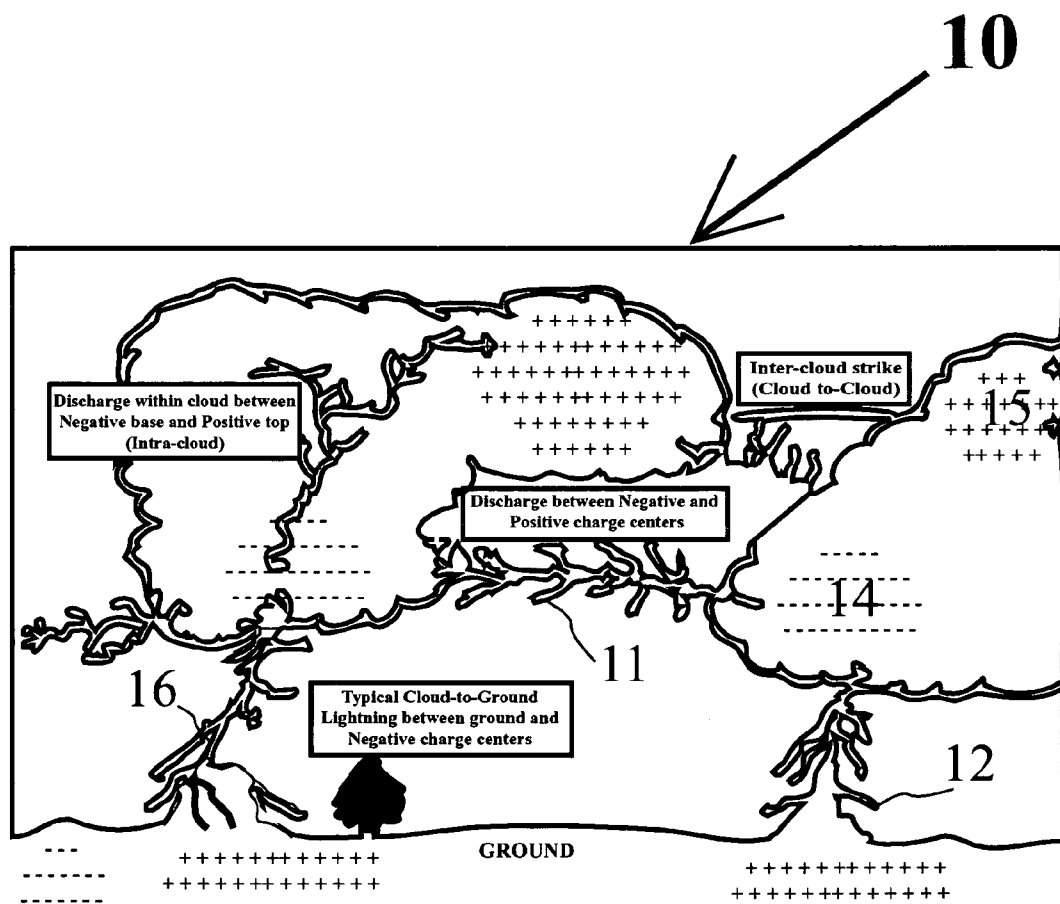 10
Inter-cloud strike
(Cloud to-Cloud)
15
Discharge within cloud between
Negative base and Positive top
(Intra-cloud)
Discharge between Negative and
Positive charge centers
14
11
16
Typical Cloud-to-Ground
Lightning between ground and
Negative charge centers
12
GROUND